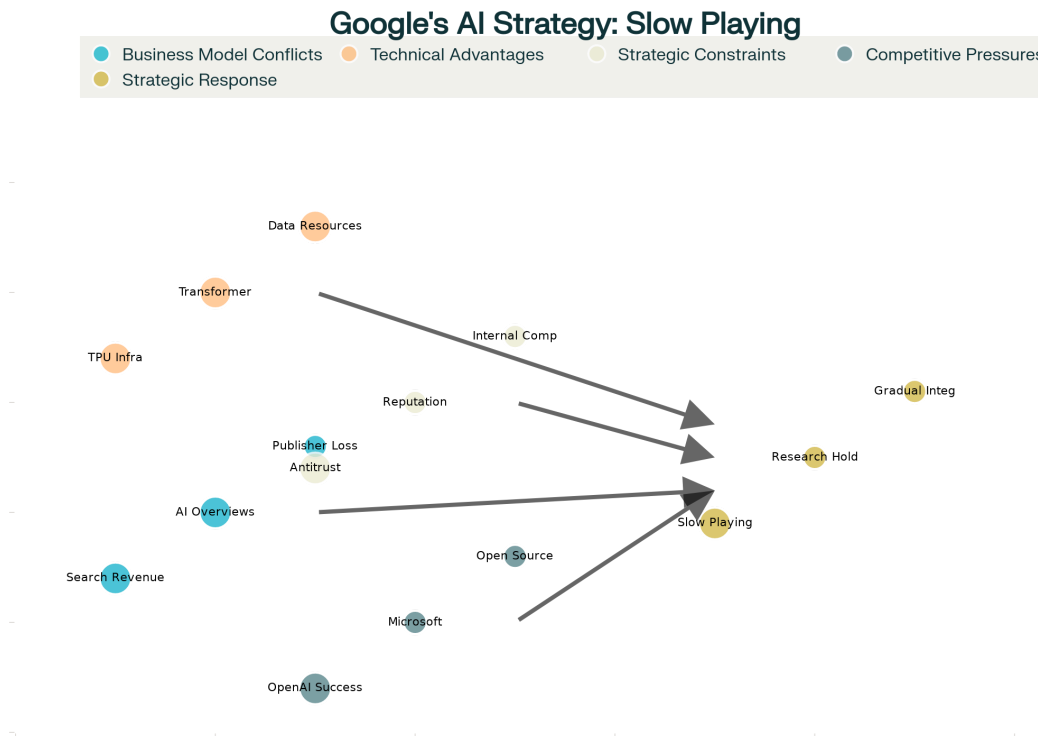 Google's AI Strategy: Slow Playing
Business Model Conflicts
Technical Advantages
Strategic Constraints
Competitive Pressures
Strategic Response
Data Resources
Transformer
Internal Comp
TPU Infra
Gradual Integ
Reputation
Publisher Loss
Research Hold
Antitrust
AI Overviews
Slow Playing
Open Source
Search Revenue
Microsoft
OpenAI Success